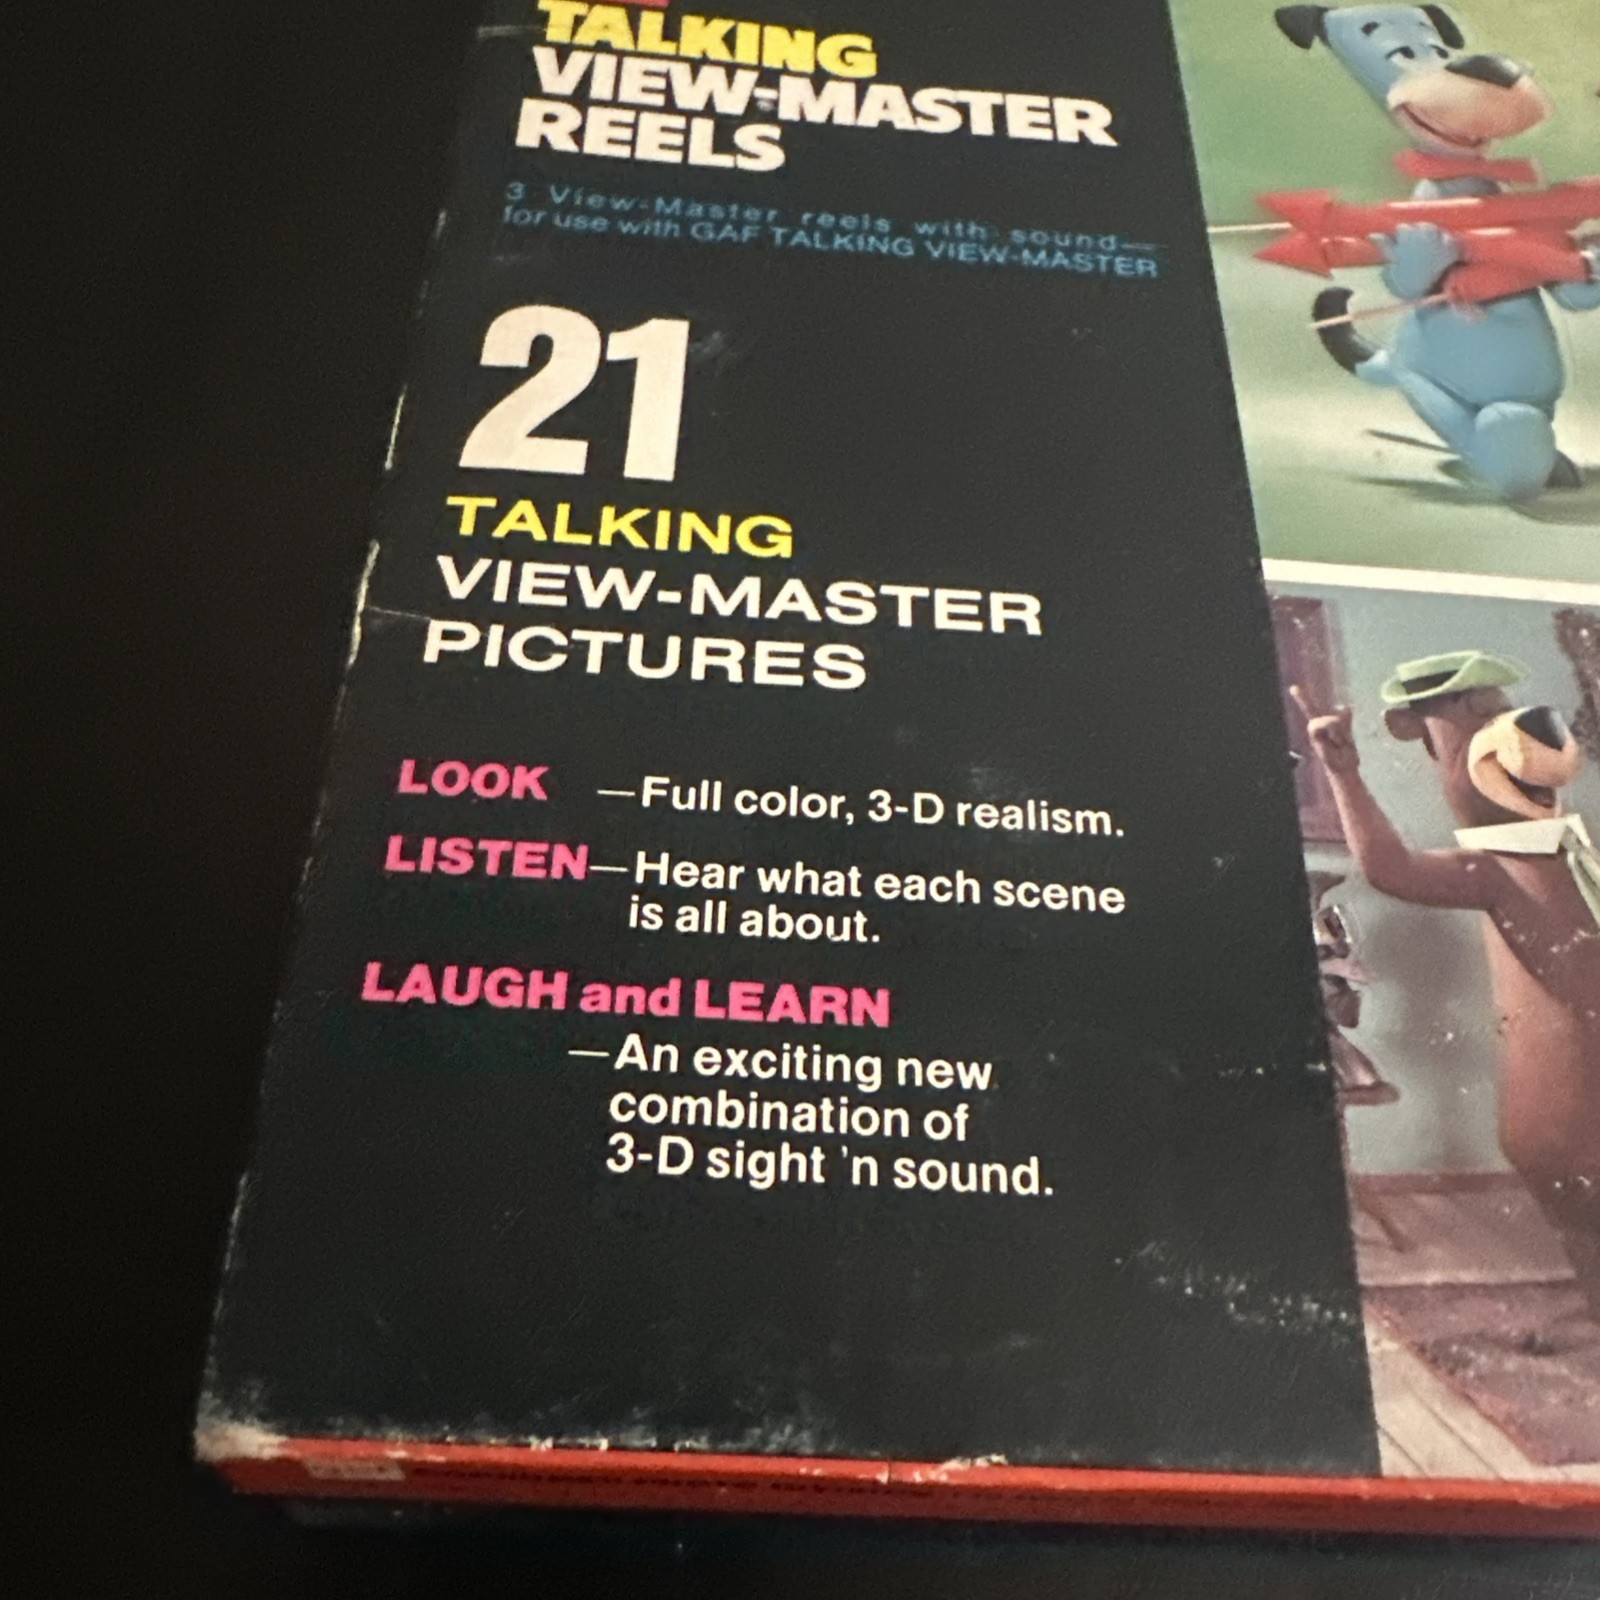 TALKING
VIEW-MASTER
REELS
3 View-Master reels with sound—
for use with GAF TALKING VIEW-MASTER
21
TALKING
VIEW-MASTER
PICTURES
LOOK —Full color, 3-D realism.
LISTEN—Hear what each scene
is all about.
LAUGH and LEARN
—An exciting new
combination of
3-D sight 'n sound.